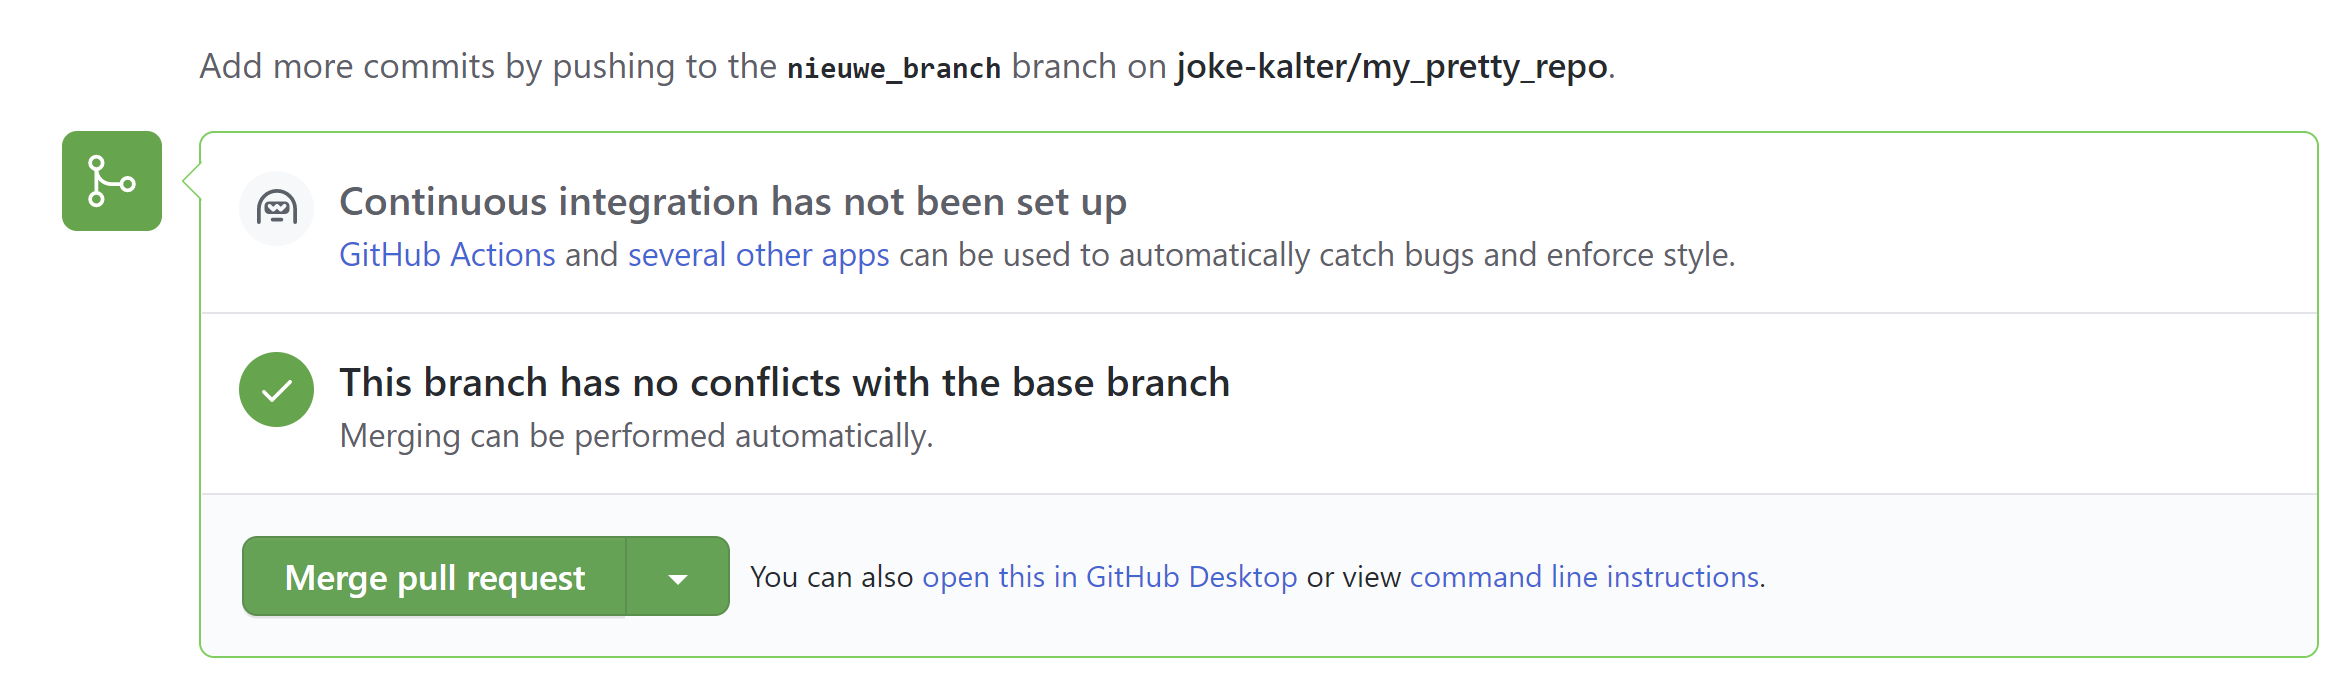 Add more commits by pushing to the nieuwe_branch branch on joke-kalter/my_pretty_repo.
Continuous integration has not been set up
GitHub Actions and several other apps can be used to automatically catch bugs and enforce style.
This branch has no conflicts with the base branch
Merging can be performed automatically.
Merge pull request You can also open this in GitHub Desktop or view command line instructions.